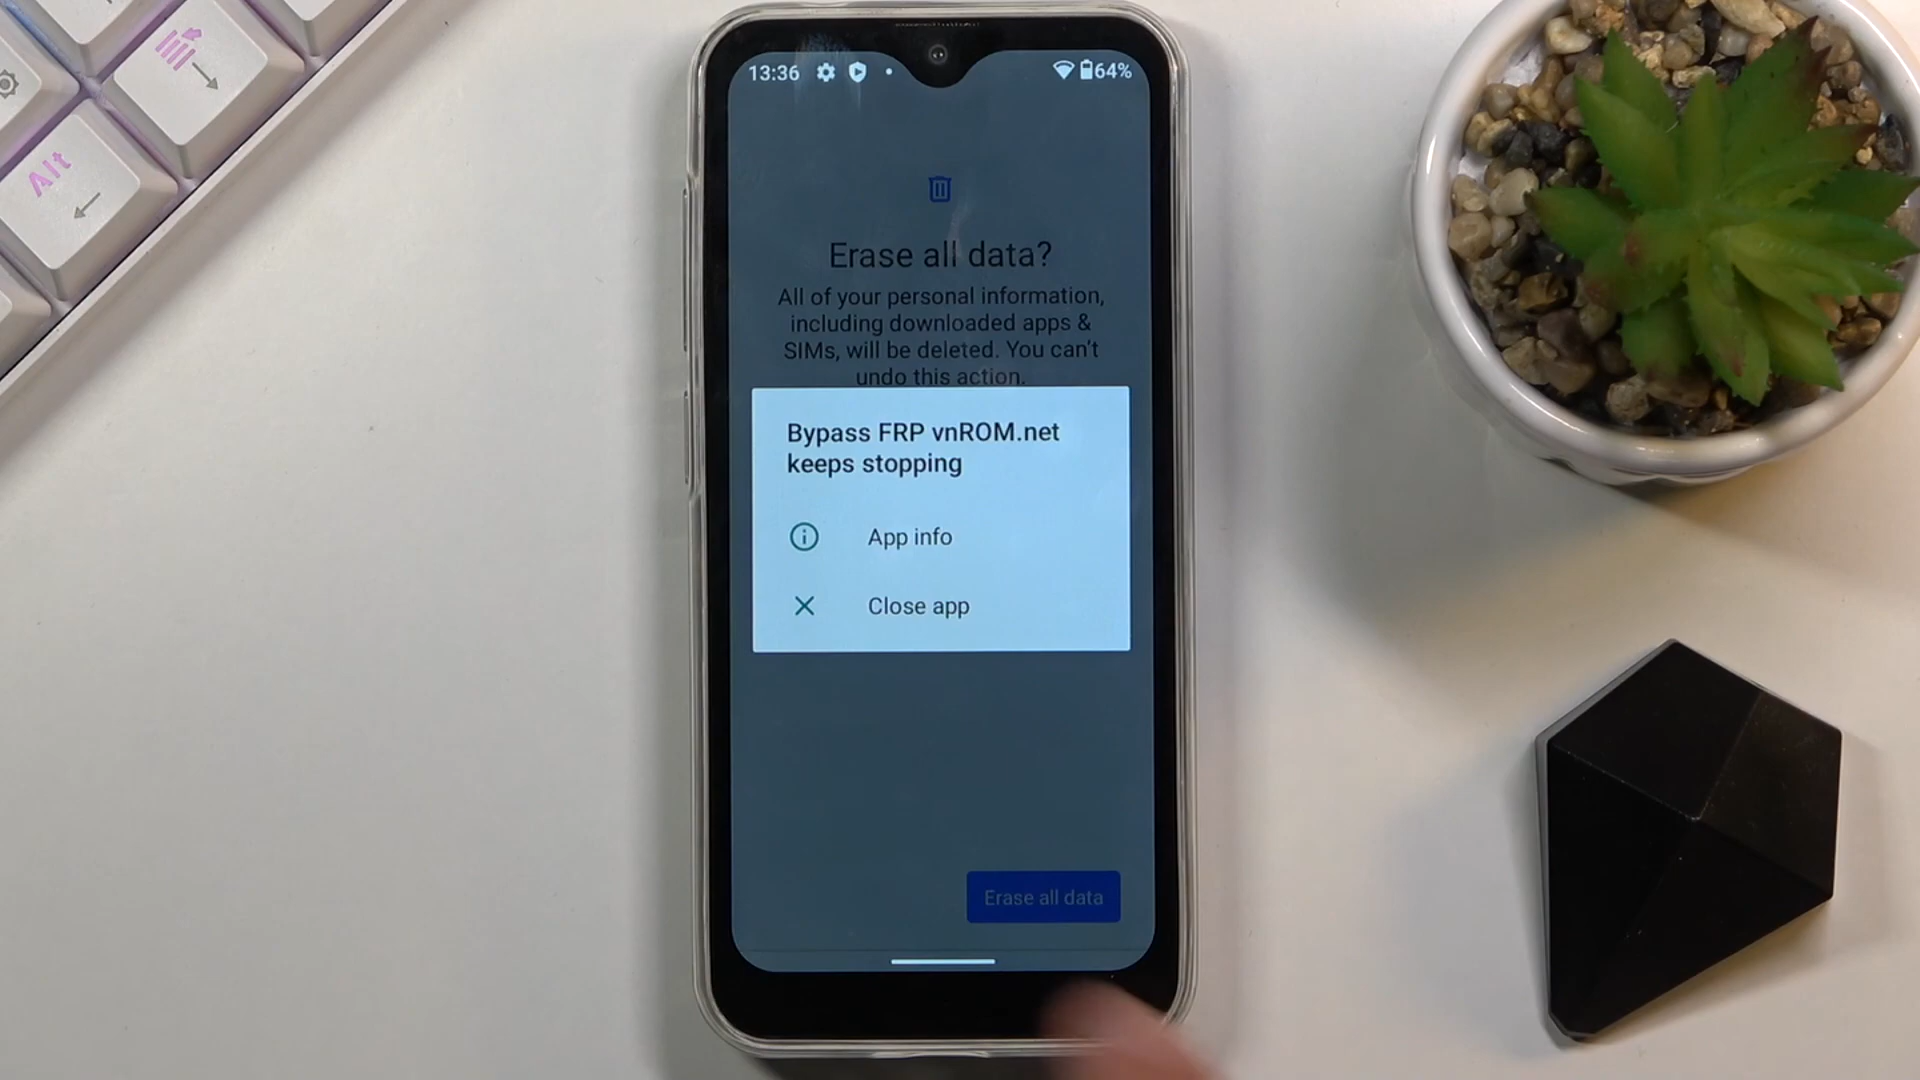 Alt
13:36
64%
Erase all data?
All of your personal information,
including downloaded apps &
SIMs, will be deleted. You can't
undo this action.
Bypass FRP vnROM.net
keeps stopping
App info
Close app
Erase all data